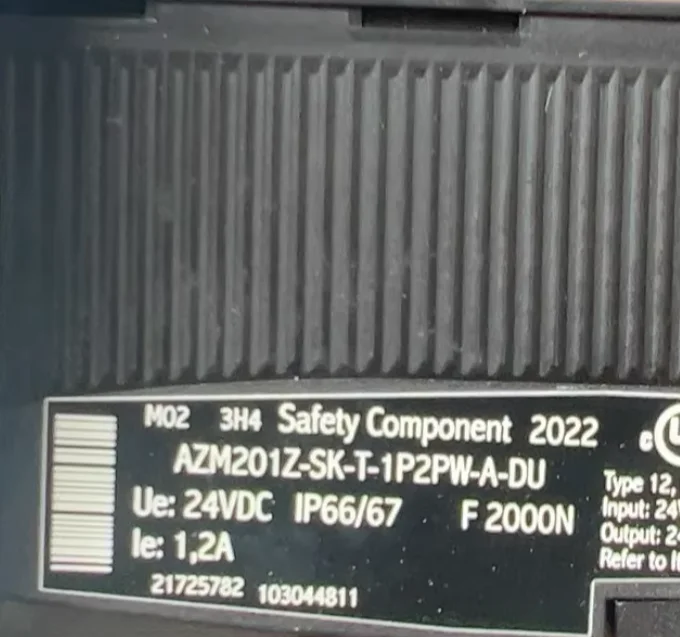 M02 3H4 Safety Component 2022
AZM201Z-SK-T-1P2PW-A-DU
Ue: 24VDC IP66/67 F 2000N
Ie: 1,2A
21725782 103044811
c
Type 12,
Input: 24
Output: 2
Refer to